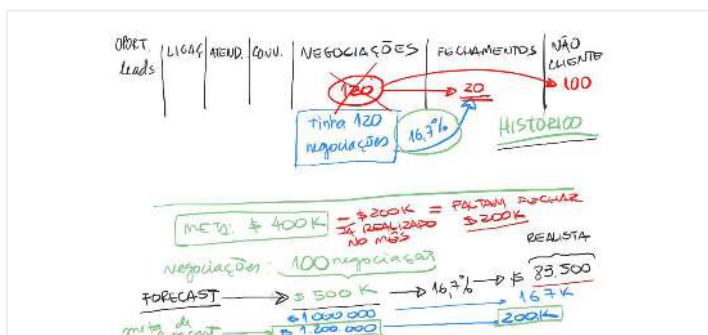 OPORT. LIGAÇ ATEND. CONV. NEGOCIAÇÕES FECHAMENTOS NÃO
Leads CLIENTE
120 20 100
tinha 120
negociações
16,7%
HISTÓRICO
META: $ 400K - $200K = FALTAM FECHAR
JÁ REALIZADO $200K
NO MÊS
REALISTA
Negociações: 100 negociações
FORECAST $ 500 K 16,7% $ 83.500
$1 000 000 167K
meta de $ 1.200.000 200K